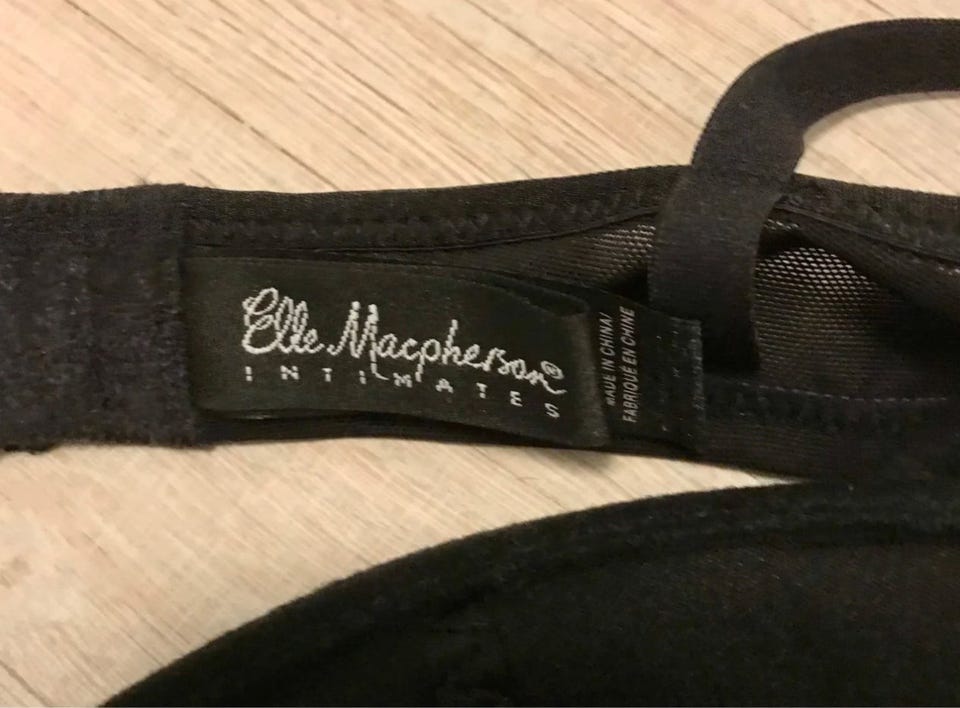 Elle Macpherson®
INTIMATES
MADE IN CHINA/
FABRIQUÉ EN CHINE